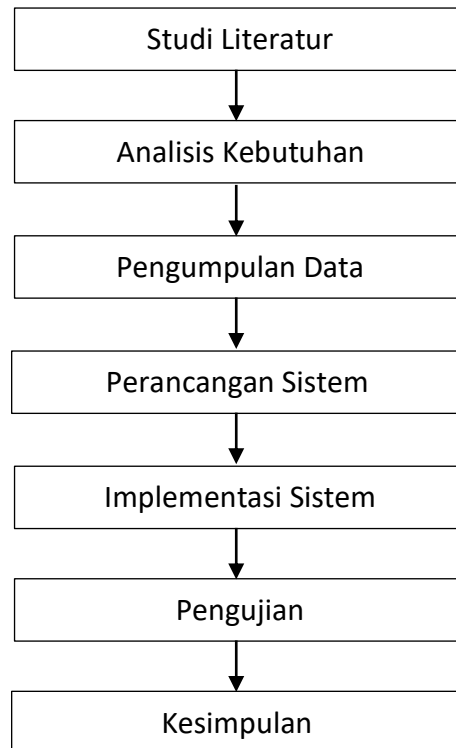 Studi Literatur
Analisis Kebutuhan
Pengumpulan Data
Perancangan Sistem
Implementasi Sistem
Pengujian
Kesimpulan